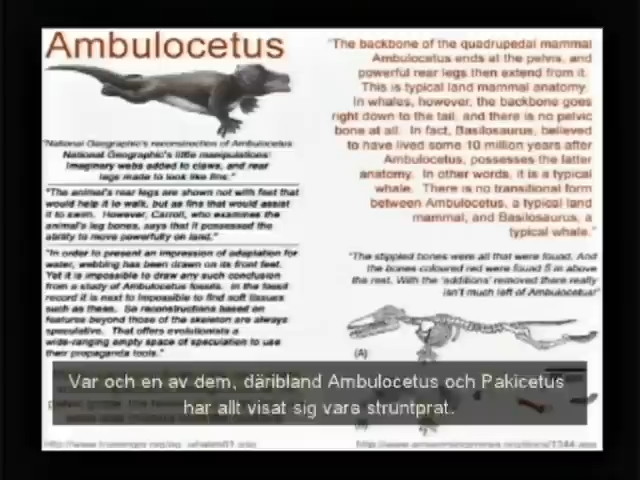 Ambulocetus
"National Geographic's reconstruction of Ambulocetus
National Geographic's little manipulations:
Imaginary webs added to claws, and rear
legs made to look like fins."
"The animal's rear legs are shown not with feet that
would help it to walk, but as fins that would assist
it to swim. However, Carroll, who examines the
animal's leg bones, says that it possessed the
ability to move powerfully on land."
"In order to present an impression of adaptation for
water, webbing has been drawn on its front feet.
Yet it is impossible to draw any such conclusion
from a study of Ambulocetus fossils. In the fossil
record it is next to impossible to find soft tissues
such as these. So reconstructions based on
features beyond those of the skeleton are always
speculative. That offers evolutionists a
wide-ranging empty space of speculation to use
their propaganda tools."
"The backbone of the quadrupedal mammal
Ambulocetus ends at the pelvis, and
powerful rear legs then extend from it.
This is typical land mammal anatomy.
In whales, however, the backbone goes
right down to the tail, and there is no pelvic
bone at all. In fact, Basilosaurus, believed
to have lived some 10 million years after
Ambulocetus, possesses the latter
anatomy. In other words, it is a typical
whale. There is no transitional form
between Ambulocetus, a typical land
mammal, and Basilosaurus, a
typical whale."
"The stippled bones were all that were found. And
the bones coloured red were found 5 m above
the rest. With the 'additions' removed there really
isn't much left of Ambulocetus!"
(A)
Var och en av dem, däribland Ambulocetus och Pakicetus
har allt visat sig vara struntprat.